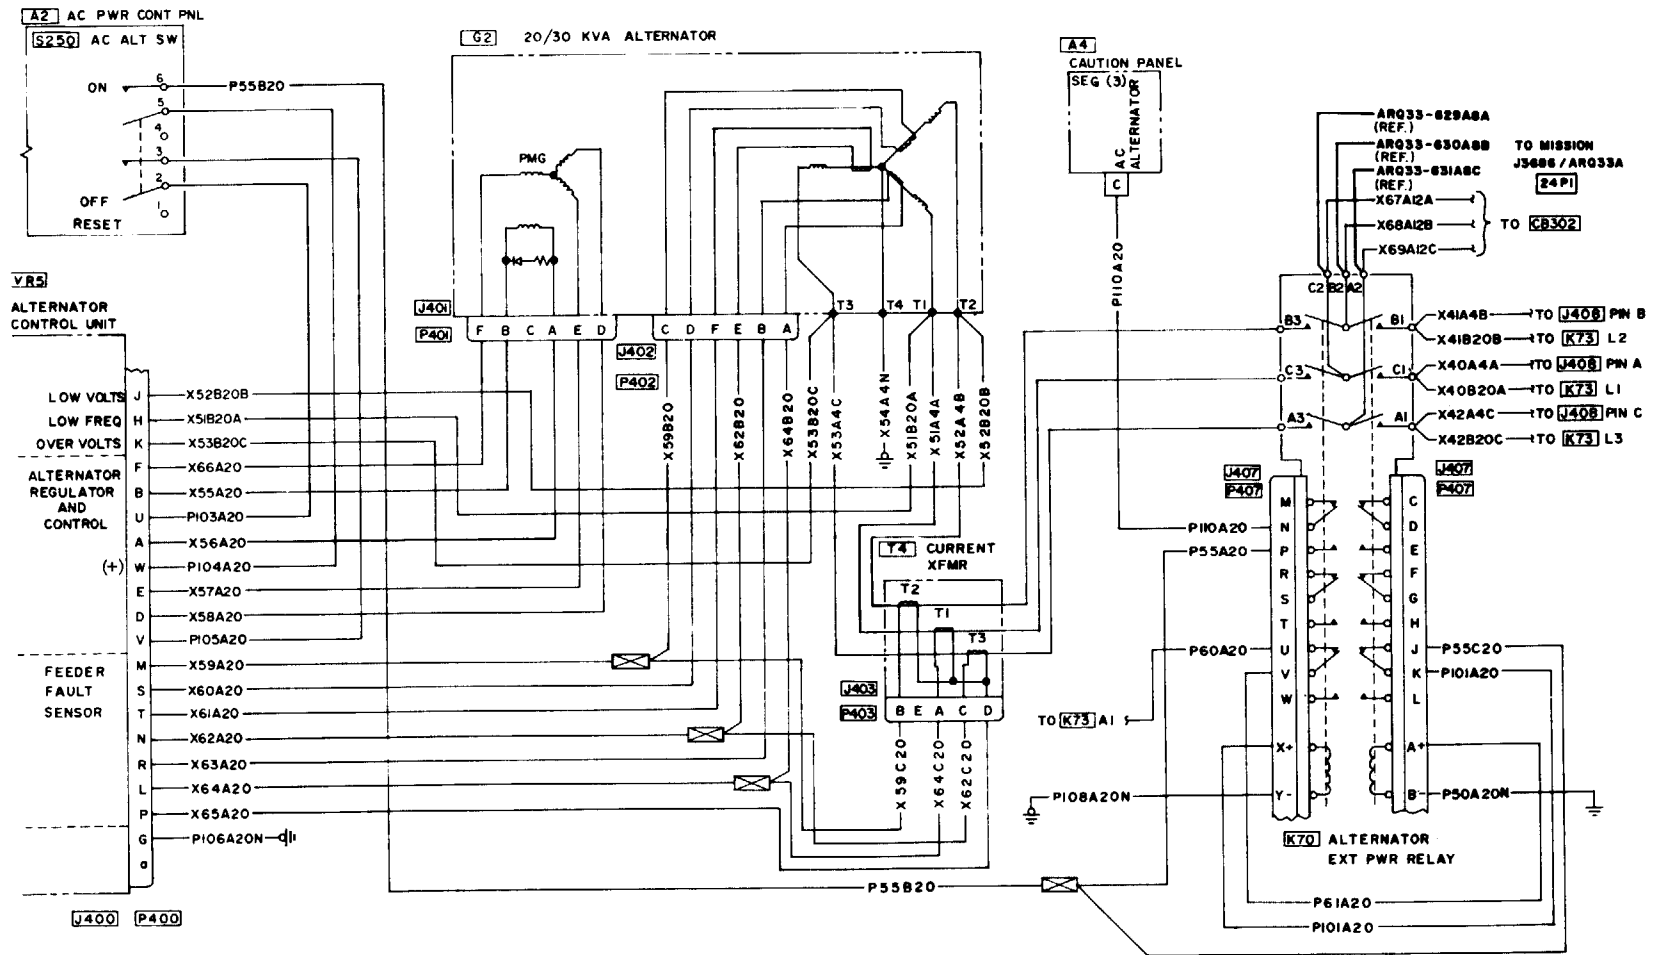 A2 AC PWR CONT PNL
S250 AC ALT SW
ON
6
5
4
3
2
1
OFF
RESET
P55B20
G2 20/30 KVA ALTERNATOR
PMG
T3 T4 T1 T2
J401
P401
F B C A E D
J402
P402
C D F E B A
A4
CAUTION PANEL
SEG (3)
AC ALTERNATOR
C
P110A20
ARQ33-629A8A
(REF.)
ARQ33-630A8B
(REF.)
ARQ33-631A8C
(REF.)
TO MISSION
J3686/ARQ33A
24P1
X67A12A
X68A12B
X69A12C
TO CB302
C2 B2 A2
B3 B1
C3 C1
A3 A1
X41A4B TO J408 PIN B
X41B20B TO K73 L2
X40A4A TO J408 PIN A
X40B20A TO K73 L1
X42A4C TO J408 PIN C
X42B20C TO K73 L3
VR5
ALTERNATOR
CONTROL UNIT
LOW VOLTS J X52B20B
LOW FREQ H X51B20A
OVER VOLTS K X53B20C
ALTERNATOR
REGULATOR
AND
CONTROL
F X66A20
B X55A20
U P103A20
A X56A20
(+) W P104A20
E X57A20
D X58A20
V P105A20
FEEDER
FAULT
SENSOR
M X59A20
S X60A20
T X61A20
N X62A20
R X63A20
L X64A20
P X65A20
G P106A20N
a
J400 P400
X59B20
X62B20
X64B20
X53B20C
X53A4C
X54A4N
X51B20A
X51A4A
X52A4B
X52B20B
T4 CURRENT
XFMR
T2
T1
T3
J403
P403
B E A C D
X59C20
X64C20
X62C20
P55B20
J407
P407
J407
P407
M
N
P
R
S
T
U
V
W
X+
Y-
C
D
E
F
G
H
J
K
L
A+
B-
P110A20
P55A20
P60A20
TO K73 A1
P108A20N
P55C20
P101A20
P50A20N
K70 ALTERNATOR
EXT PWR RELAY
P61A20
P101A20